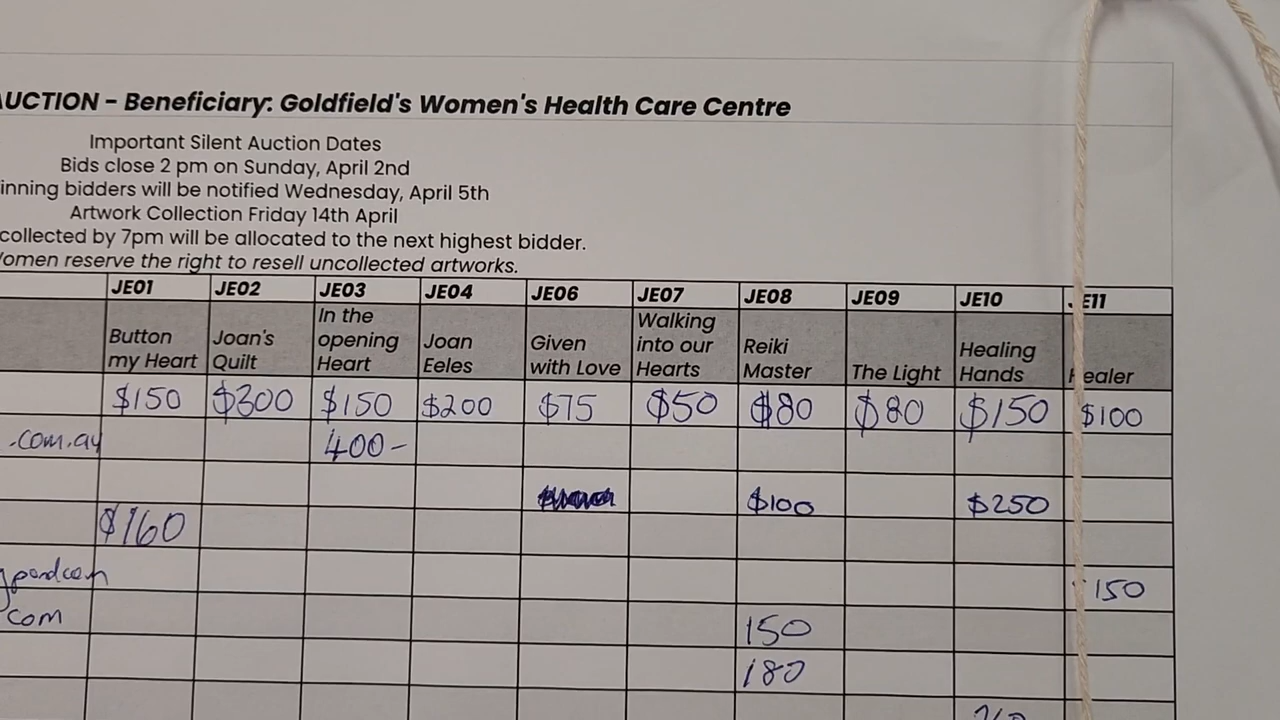 AUCTION - Beneficiary: Goldfield's Women's Health Care Centre
Important Silent Auction Dates
Bids close 2 pm on Sunday, April 2nd
inning bidders will be notified Wednesday, April 5th
Artwork Collection Friday 14th April
collected by 7pm will be allocated to the next highest bidder.
Women reserve the right to resell uncollected artworks.
JE01 JE02 JE03 JE04 JE06 JE07 JE08 JE09 JE10 JE11
Button my Heart
Joan's Quilt
In the opening Heart
Joan Eeles
Given with Love
Walking into our Hearts
Reiki Master
The Light
Healing Hands
Healer
$150 $300 $150 $200 $75 $50 $80 $80 $150 $100
.com.au 400-
$100 $250
$160
150
com 150
180